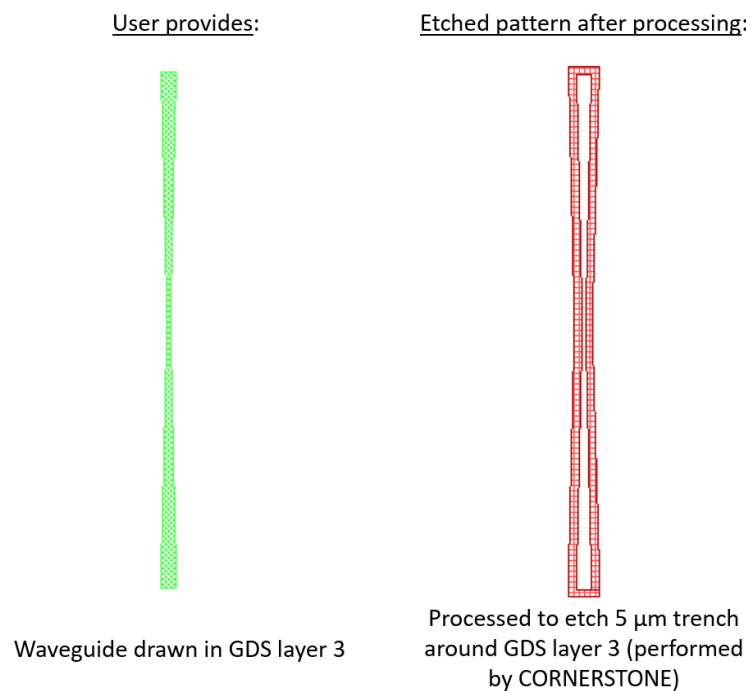 User provides:
Etched pattern after processing:
Waveguide drawn in GDS layer 3
Processed to etch 5 μm trench
around GDS layer 3 (performed
by CORNERSTONE)